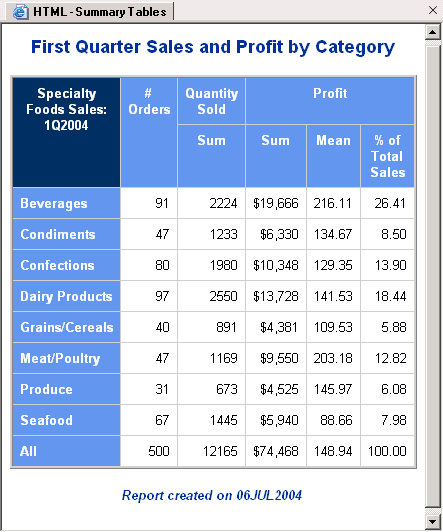 HTML - Summary Tables
First Quarter Sales and Profit by Category
Specialty Foods Sales: 1Q2004 # Orders Quantity Sold Profit
Sum Sum Mean % of Total Sales
Beverages 91 2224 $19,666 216.11 26.41
Condiments 47 1233 $6,330 134.67 8.50
Confections 80 1980 $10,348 129.35 13.90
Dairy Products 97 2550 $13,728 141.53 18.44
Grains/Cereals 40 891 $4,381 109.53 5.88
Meat/Poultry 47 1169 $9,550 203.18 12.82
Produce 31 673 $4,525 145.97 6.08
Seafood 67 1445 $5,940 88.66 7.98
All 500 12165 $74,468 148.94 100.00
Report created on 06JUL2004